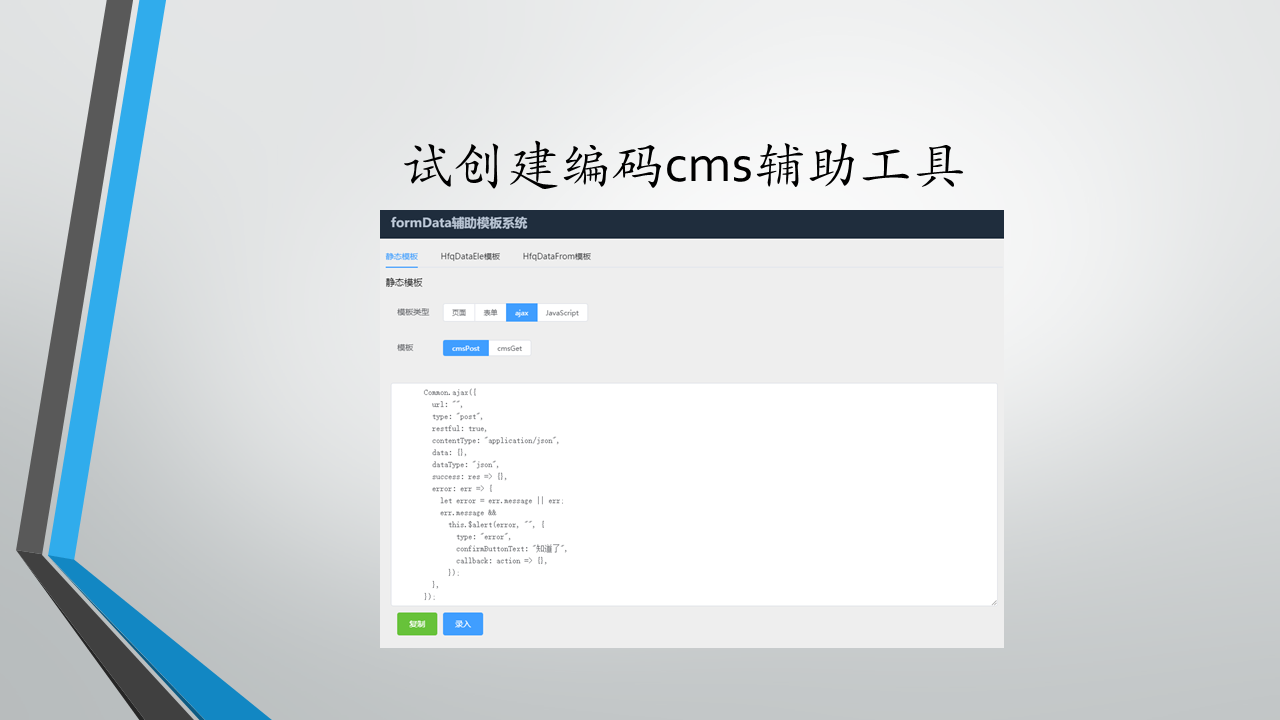 试创建编码cms辅助工具
formData辅助模板系统
静态模板 HfqDataEle模板 HfqDataFrom模板
静态模板
模板类型 页面 表单 ajax JavaScript
模板 cmsPost cmsGet
Common.ajax({
url: "",
type: "post",
restful: true,
contentType: "application/json",
data: {},
dataType: "json",
success: res => {},
error: err => {
let error = err.message || err;
err.message &&
this.$alert(error, "", {
type: "error",
confirmButtonText: "知道了",
callback: action => {},
});
},
});
复制 录入